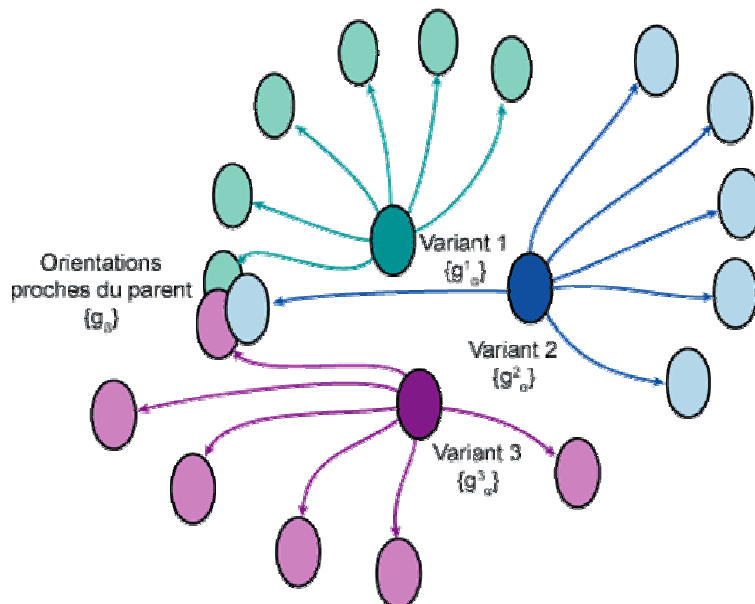 Variant 1
{g¹α}
Orientations
proches du parent
{gβ}
Variant 2
{g²α}
Variant 3
{g³α}